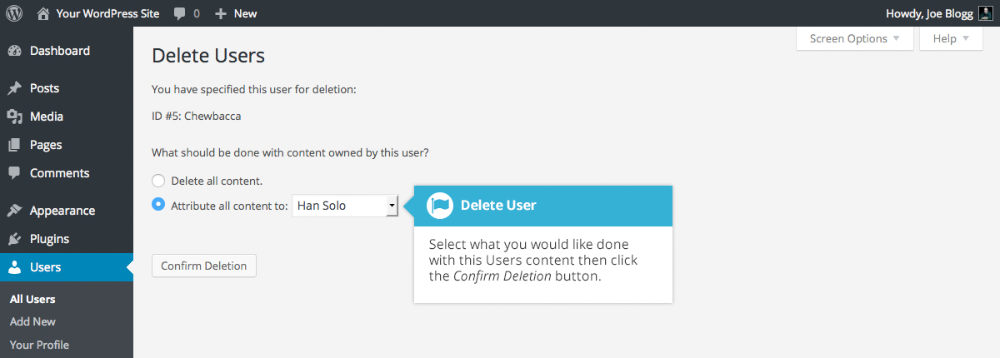 Your WordPress Site 0 New Howdy, Joe Blogg
Screen Options Help
Dashboard
Posts
Media
Pages
Comments
Appearance
Plugins
Users
All Users
Add New
Your Profile
Delete Users
You have specified this user for deletion:
ID #5: Chewbacca
What should be done with content owned by this user?
Delete all content.
Attribute all content to: Han Solo
Confirm Deletion
Delete User
Select what you would like done
with this Users content then click
the Confirm Deletion button.